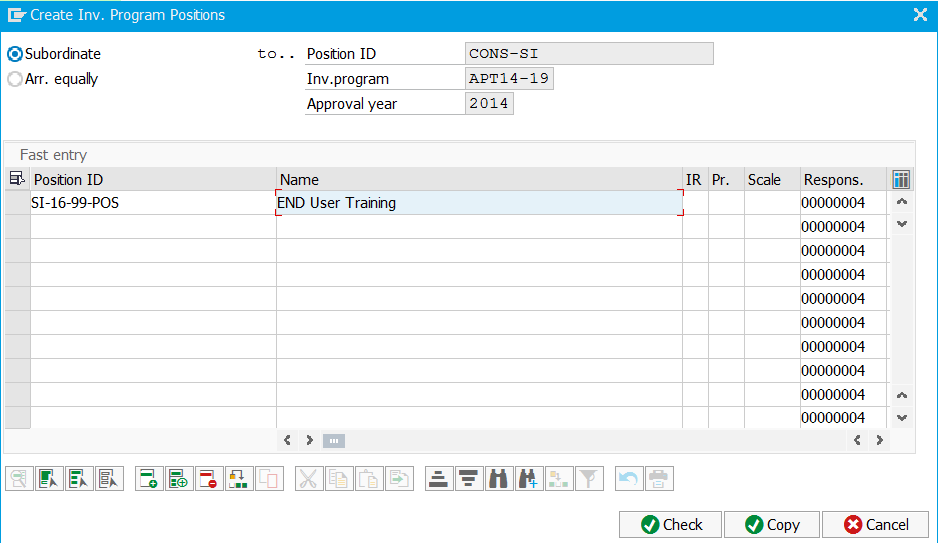 Create Inv. Program Positions
Subordinate to.. Position ID CONS-SI
Arr. equally Inv.program APT14-19
Approval year 2014
Fast entry
Position ID Name IR Pr. Scale Respons.
SI-16-99-POS END User Training 00000004
00000004
00000004
00000004
00000004
00000004
00000004
00000004
00000004
00000004
Check Copy Cancel